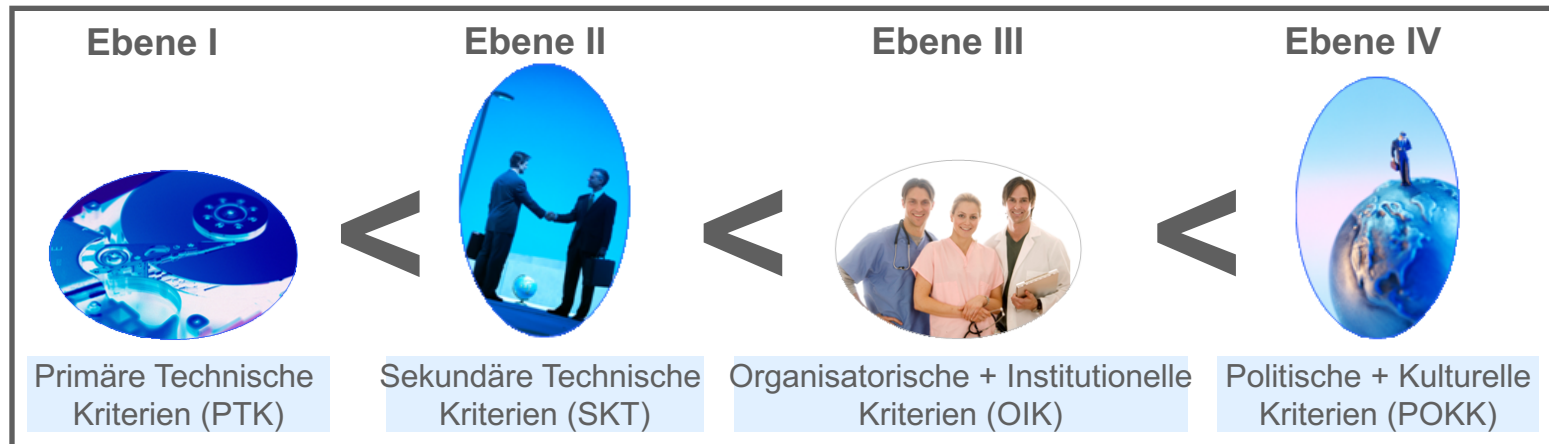 Ebene I
Ebene II
Ebene III
Ebene IV
<
<
<
Primäre Technische
Kriterien (PTK)
Sekundäre Technische
Kriterien (SKT)
Organisatorische + Institutionelle
Kriterien (OIK)
Politische + Kulturelle
Kriterien (POKK)